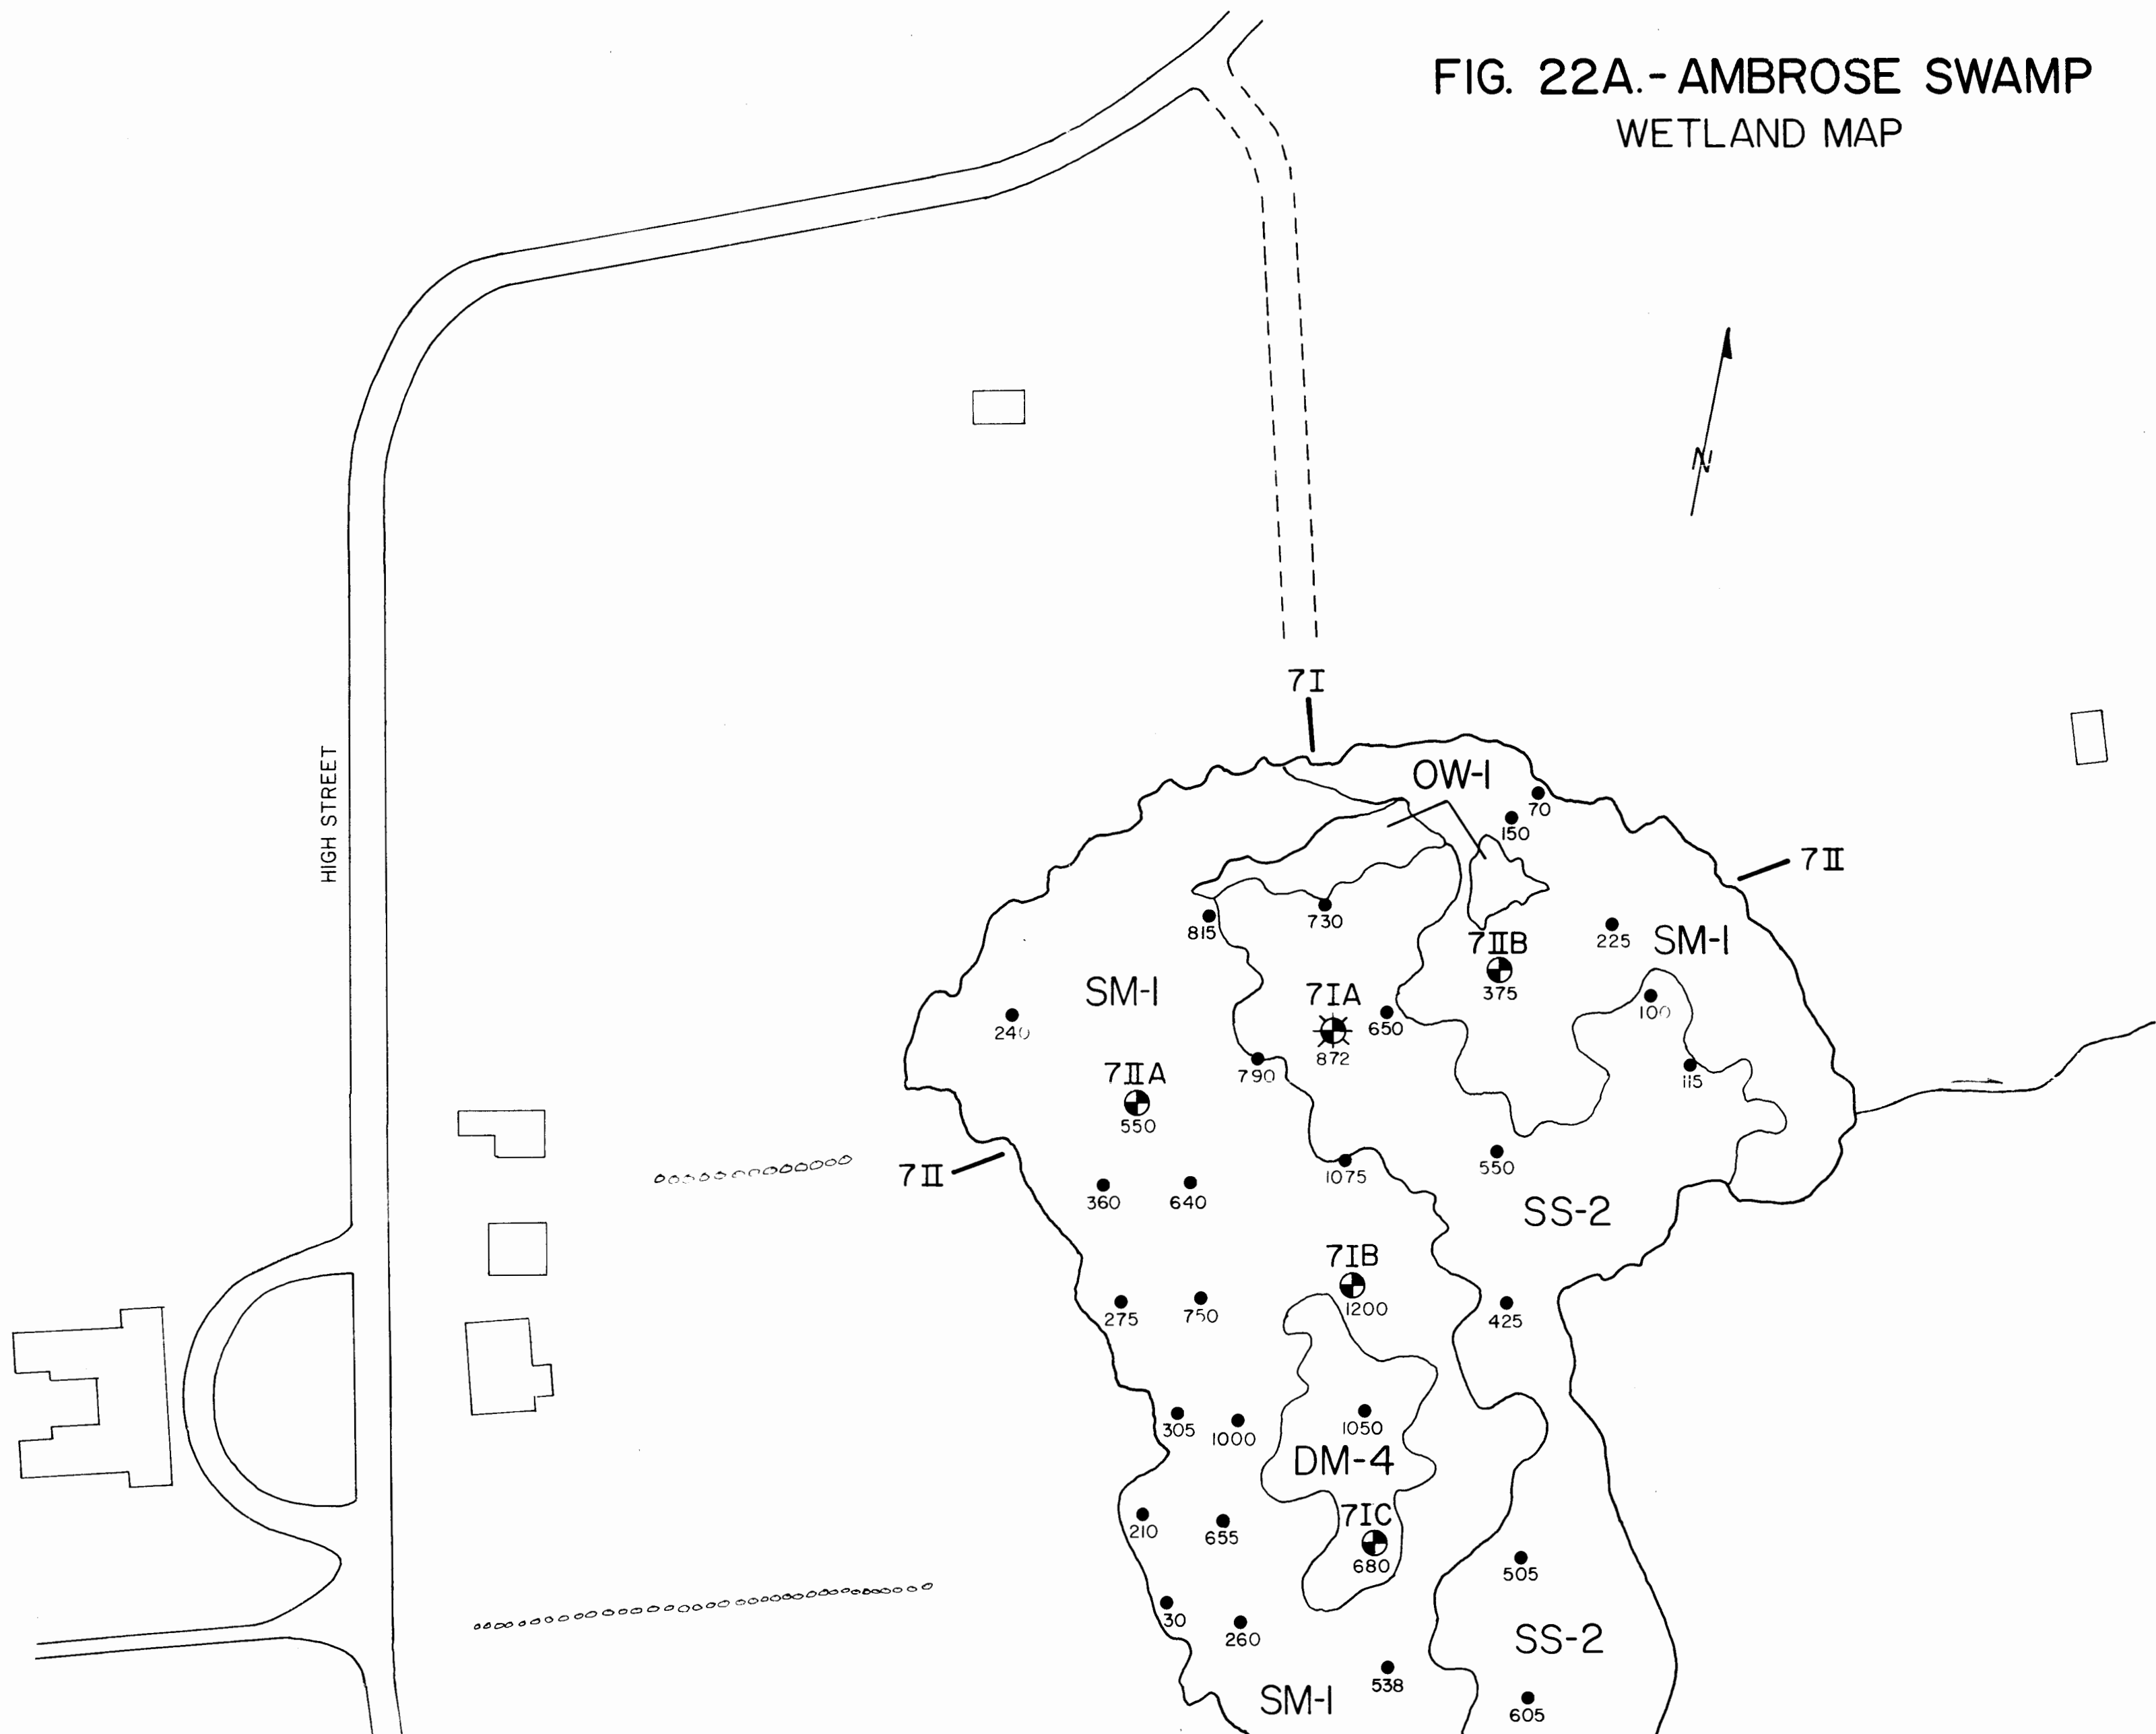 FIG. 22A.- AMBROSE SWAMP
WETLAND MAP
N
HIGH STREET
7I
OW-I
70
150
7II
815
730
7IIB
375
225
SM-I
SM-I
240
7IA
872
650
100
790
115
7IIA
550
7II
1075
550
360
640
SS-2
7IB
1200
275
750
425
305
1000
1050
DM-4
210
655
7IC
680
505
30
260
SS-2
538
SM-I
605